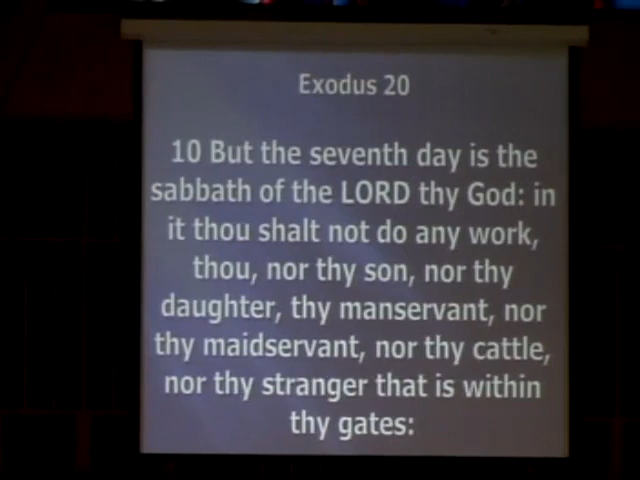 Exodus 20
10 But the seventh day is the
sabbath of the LORD thy God: in
it thou shalt not do any work,
thou, nor thy son, nor thy
daughter, thy manservant, nor
thy maidservant, nor thy cattle,
nor thy stranger that is within
thy gates: